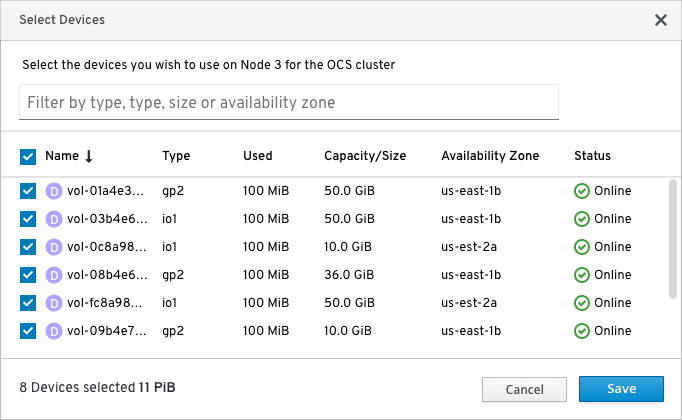 Select Devices
Select the devices you wish to use on Node 3 for the OCS cluster
Filter by type, type, size or availability zone
Name Type Used Capacity/Size Availability Zone Status
D vol-01a4e3... gp2 100 MiB 50.0 GiB us-east-1b Online
D vol-03b4e6... io1 100 MiB 50.0 GiB us-east-1b Online
D vol-0c8a98... io1 100 MiB 10.0 GiB us-est-2a Online
D vol-08b4e6... gp2 100 MiB 36.0 GiB us-east-1b Online
D vol-fc8a98... io1 100 MiB 50.0 GiB us-est-2a Online
D vol-09b4e7... gp2 100 MiB 10.0 GiB us-east-1b Online
8 Devices selected 11 PiB
Cancel Save